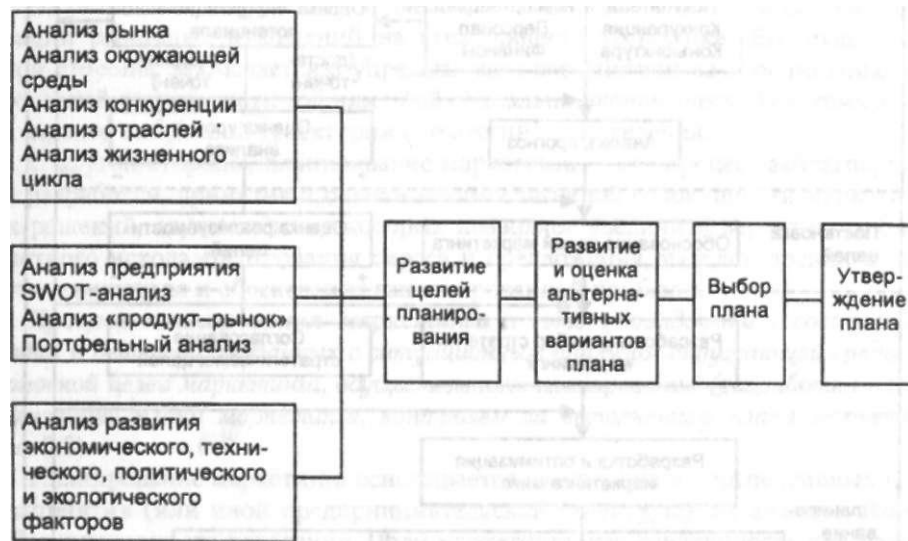 Анализ рынка
Анализ окружающей
среды
Анализ конкуренции
Анализ отраслей
Анализ жизненного
цикла
Анализ предприятия
SWOT-анализ
Анализ «продукт–рынок»
Портфельный анализ
Анализ развития
экономического, техни-
ческого, политического
и экологического
факторов
Развитие
целей
планиро-
вания
Развитие
и оценка
альтерна-
тивных
вариантов
плана
Выбор
плана
Утвер-
ждение
плана